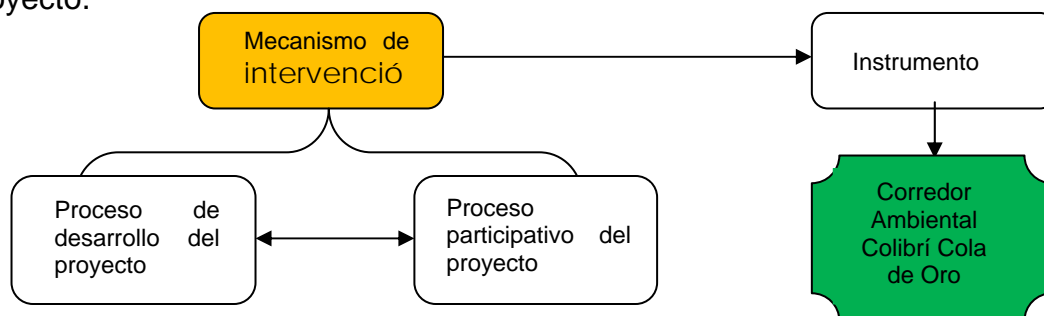 oyecto.
Mecanismo de
intervenció
Instrumento
Proceso de
desarrollo del
proyecto
Proceso
participativo del
proyecto
Corredor
Ambiental
Colibrí Cola
de Oro